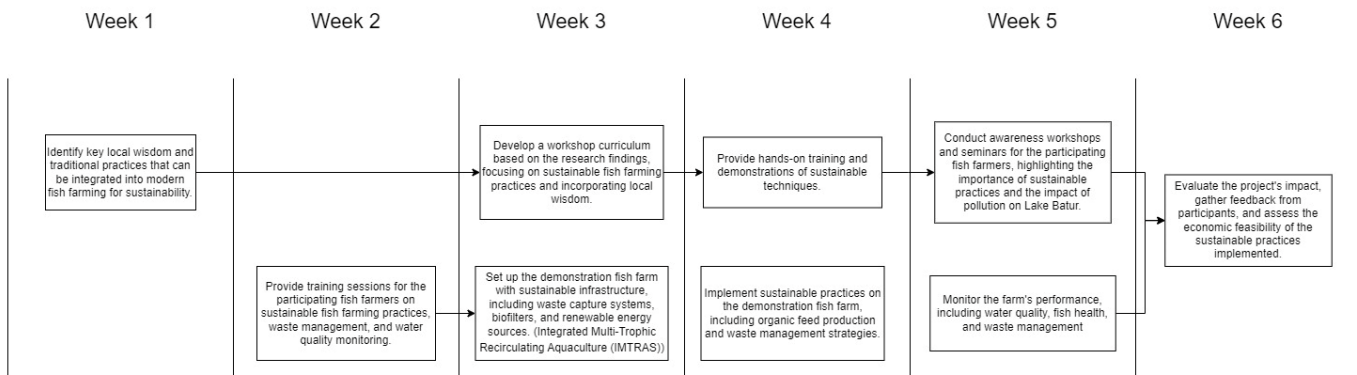 Week 1
Week 2
Week 3
Week 4
Week 5
Week 6
Identify key local wisdom and
traditional practices that can
be integrated into modern
fish farming for sustainability.
Develop a workshop curriculum
based on the research findings,
focusing on sustainable fish farming
practices and incorporating local
wisdom.
Provide hands-on training and
demonstrations of sustainable
techniques.
Conduct awareness workshops
and seminars for the participating
fish farmers, highlighting the
importance of sustainable
practices and the impact of
pollution on Lake Batur.
Evaluate the project's impact,
gather feedback from
participants, and assess the
economic feasibility of the
sustainable practices
implemented.
Provide training sessions for the
participating fish farmers on
sustainable fish farming practices,
waste management, and water
quality monitoring.
Set up the demonstration fish farm
with sustainable infrastructure,
including waste capture systems,
biofilters, and renewable energy
sources. (Integrated Multi-Trophic
Recirculating Aquaculture (IMTRAS))
Implement sustainable practices on
the demonstration fish farm,
including organic feed production
and waste management strategies.
Monitor the farm's performance,
including water quality, fish health,
and waste management